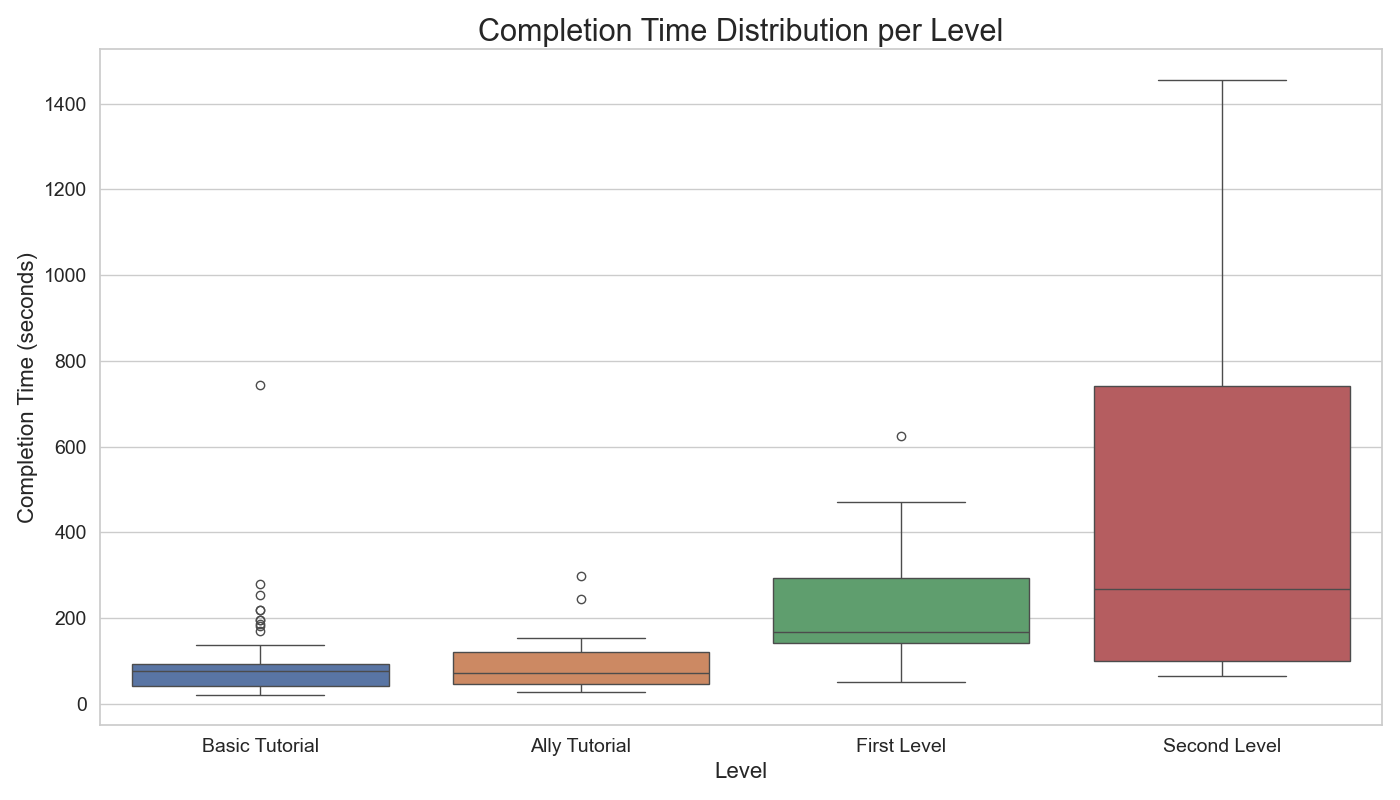 Completion Time Distribution per Level
Completion Time (seconds)
1400
1200
1000
800
600
400
200
0
Basic Tutorial
Ally Tutorial
First Level
Second Level
Level